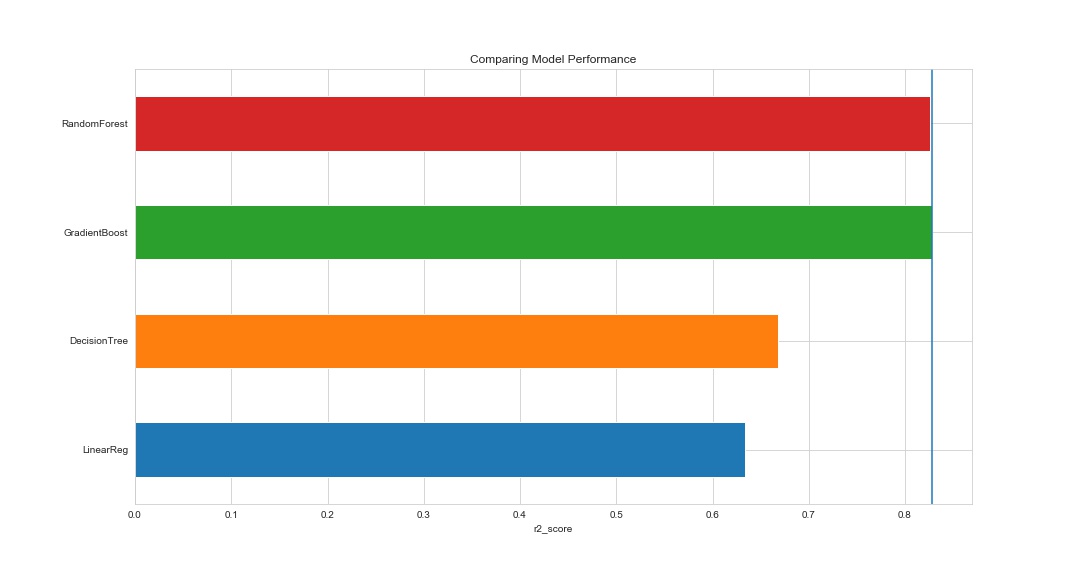 Comparing Model Performance
RandomForest
GradientBoost
DecisionTree
LinearReg
0.0 0.1 0.2 0.3 0.4 0.5 0.6 0.7 0.8
r2_score